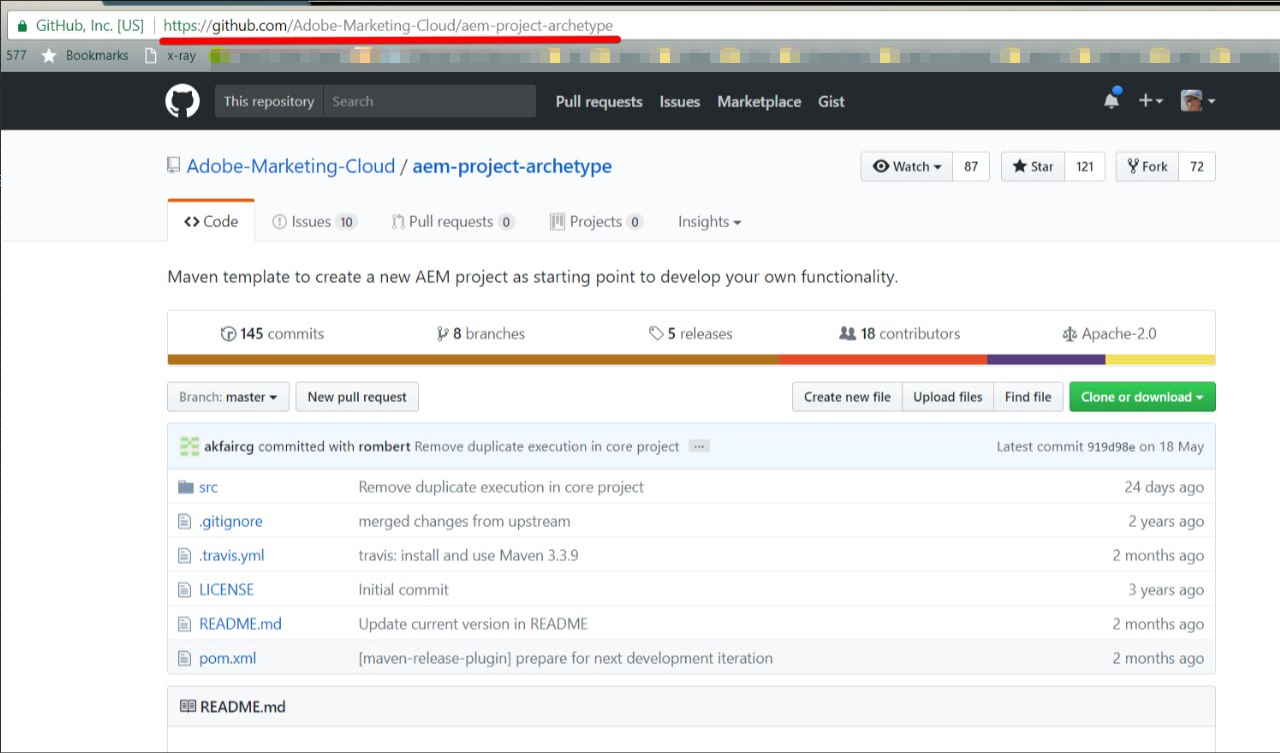 GitHub, Inc. [US] https://github.com/Adobe-Marketing-Cloud/aem-project-archetype
577 Bookmarks x-ray
This repository Search Pull requests Issues Marketplace Gist
Adobe-Marketing-Cloud / aem-project-archetype Watch 87 Star 121 Fork 72
Code Issues 10 Pull requests 0 Projects 0 Insights
Maven template to create a new AEM project as starting point to develop your own functionality.
145 commits 8 branches 5 releases 18 contributors Apache-2.0
Branch: master New pull request Create new file Upload files Find file Clone or download
akfaircg committed with rombert Remove duplicate execution in core project ... Latest commit 919d98e on 18 May
src Remove duplicate execution in core project 24 days ago
.gitignore merged changes from upstream 2 years ago
.travis.yml travis: install and use Maven 3.3.9 2 months ago
LICENSE Initial commit 3 years ago
README.md Update current version in README 2 months ago
pom.xml [maven-release-plugin] prepare for next development iteration 2 months ago
README.md